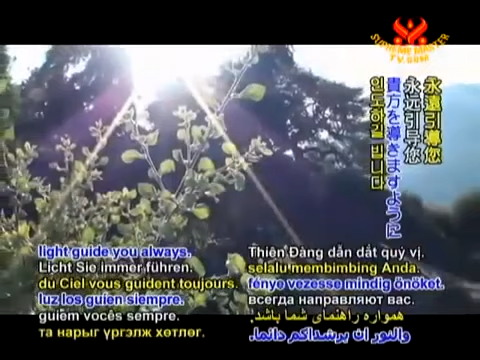 SUPREME MASTER
TV.COM
永遠引導您
永远引导您
貴方を導きますように
인도하길 빕니다
light guide you always.
Licht Sie immer führen.
du Ciel vous guident toujours.
luz los guíen siempre.
guiem vocês sempre.
та нарыг үргэлж хөтлөг.
Thiên Đàng dẫn dắt quý vị.
selalu membimbing Anda.
fénye vezesse mindig önöket.
всегда направляют вас.
همواره راهنمای شما باشد.
والنور ان يرشداكم دائما.